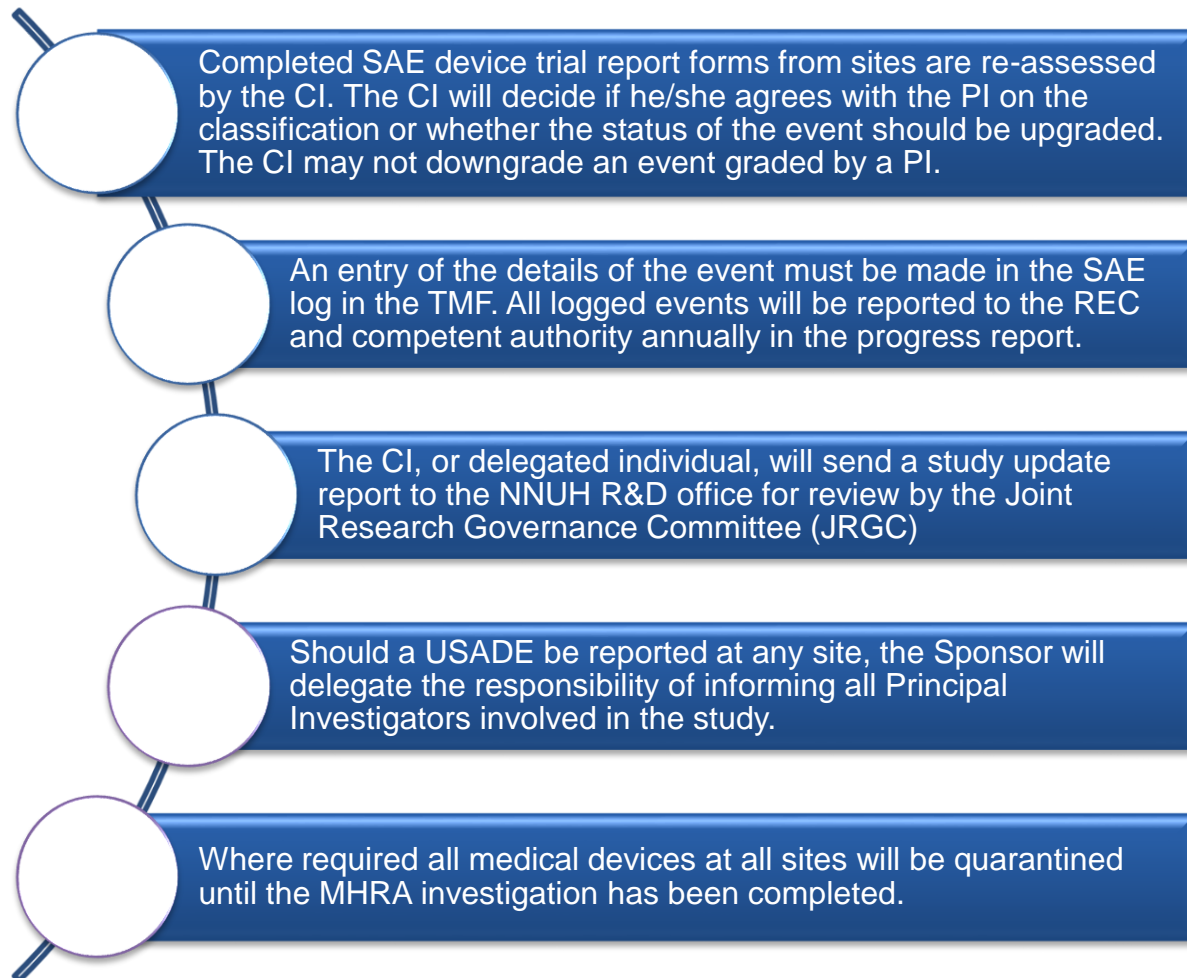 Completed SAE device trial report forms from sites are re-assessed
by the CI. The CI will decide if he/she agrees with the PI on the
classification or whether the status of the event should be upgraded.
The CI may not downgrade an event graded by a PI.
An entry of the details of the event must be made in the SAE
log in the TMF. All logged events will be reported to the REC
and competent authority annually in the progress report.
The CI, or delegated individual, will send a study update
report to the NNUH R&D office for review by the Joint
Research Governance Committee (JRGC)
Should a USADE be reported at any site, the Sponsor will
delegate the responsibility of informing all Principal
Investigators involved in the study.
Where required all medical devices at all sites will be quarantined
until the MHRA investigation has been completed.